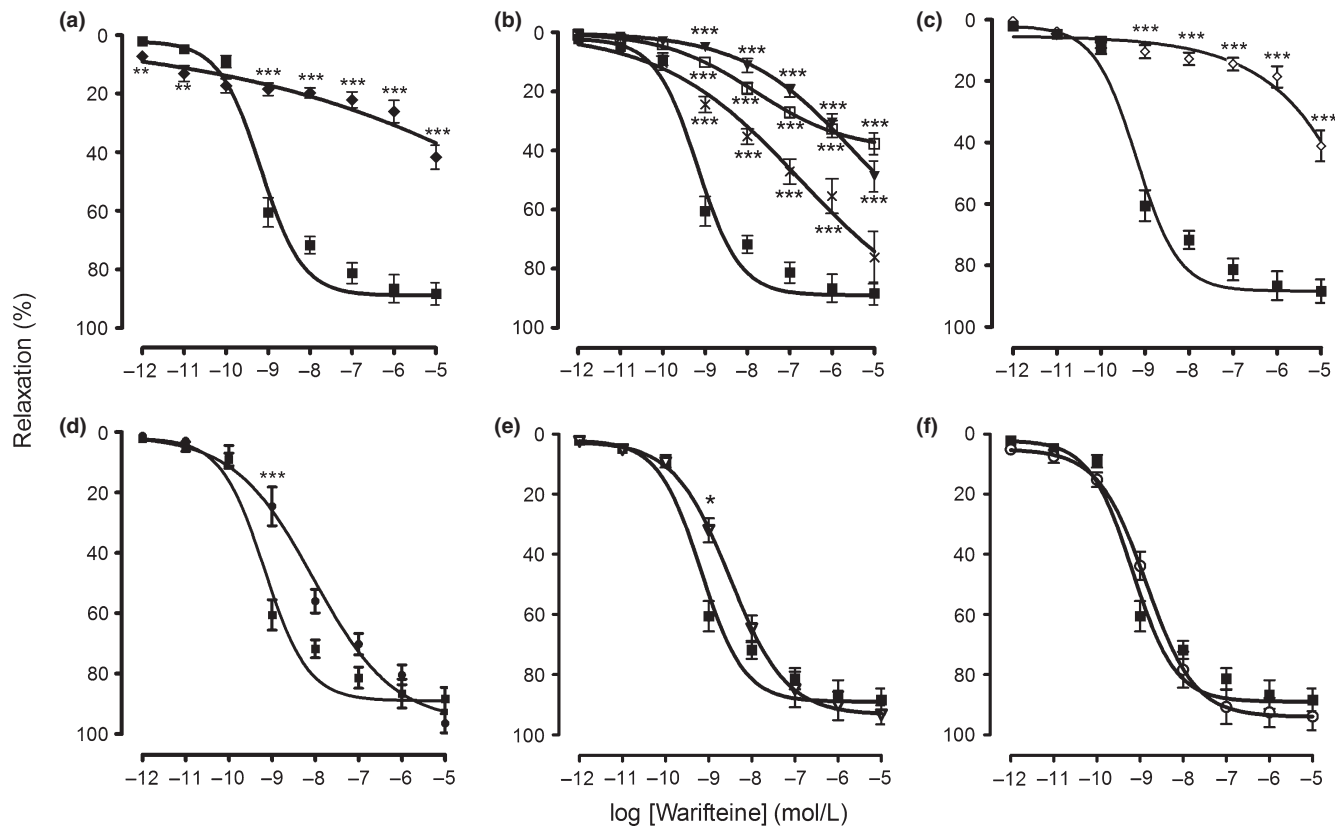 (a)
0
20
40
60
80
100
** ** *** *** *** *** ***
–12 –11 –10 –9 –8 –7 –6 –5
(b)
0
20
40
60
80
100
*** *** *** *** ***
*** *** *** *** ***
*** *** *** ***
–12 –11 –10 –9 –8 –7 –6 –5
(c)
0
20
40
60
80
100
*** *** *** *** ***
–12 –11 –10 –9 –8 –7 –6 –5
Relaxation (%)
(d)
0
20
40
60
80
100
***
–12 –11 –10 –9 –8 –7 –6 –5
(e)
0
20
40
60
80
100
*
–12 –11 –10 –9 –8 –7 –6 –5
(f)
0
20
40
60
80
100
–12 –11 –10 –9 –8 –7 –6 –5
log [Warifteine] (mol/L)